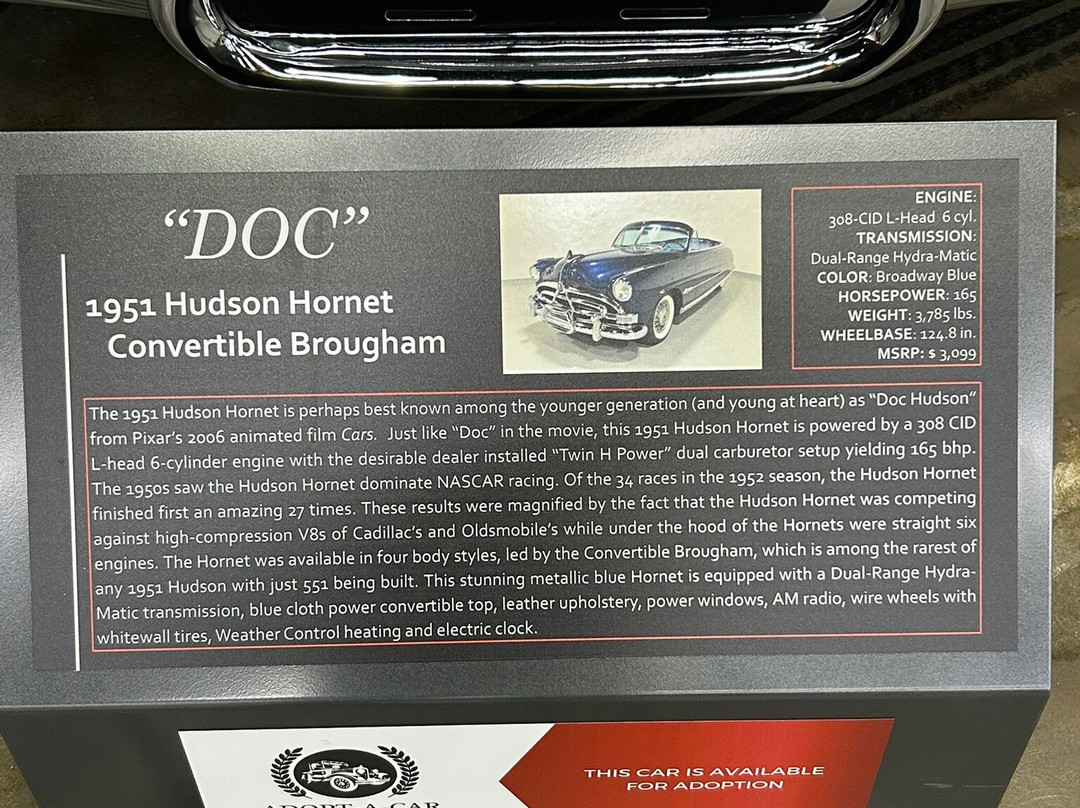 “DOC”
1951 Hudson Hornet
Convertible Brougham
ENGINE:
308-CID L-Head 6 cyl.
TRANSMISSION:
Dual-Range Hydra-Matic
COLOR: Broadway Blue
HORSEPOWER: 165
WEIGHT: 3,785 lbs.
WHEELBASE: 124.8 in.
MSRP: $ 3,099
The 1951 Hudson Hornet is perhaps best known among the younger generation (and young at heart) as “Doc Hudson”
from Pixar’s 2006 animated film Cars. Just like “Doc” in the movie, this 1951 Hudson Hornet is powered by a 308 CID
L-head 6-cylinder engine with the desirable dealer installed “Twin H Power” dual carburetor setup yielding 165 bhp.
The 1950s saw the Hudson Hornet dominate NASCAR racing. Of the 34 races in the 1952 season, the Hudson Hornet
finished first an amazing 27 times. These results were magnified by the fact that the Hudson Hornet was competing
against high-compression V8s of Cadillac’s and Oldsmobile’s while under the hood of the Hornets were straight six
engines. The Hornet was available in four body styles, led by the Convertible Brougham, which is among the rarest of
any 1951 Hudson with just 551 being built. This stunning metallic blue Hornet is equipped with a Dual-Range Hydra-
Matic transmission, blue cloth power convertible top, leather upholstery, power windows, AM radio, wire wheels with
whitewall tires, Weather Control heating and electric clock.
ADOPT-A-CAR
THIS CAR IS AVAILABLE
FOR ADOPTION